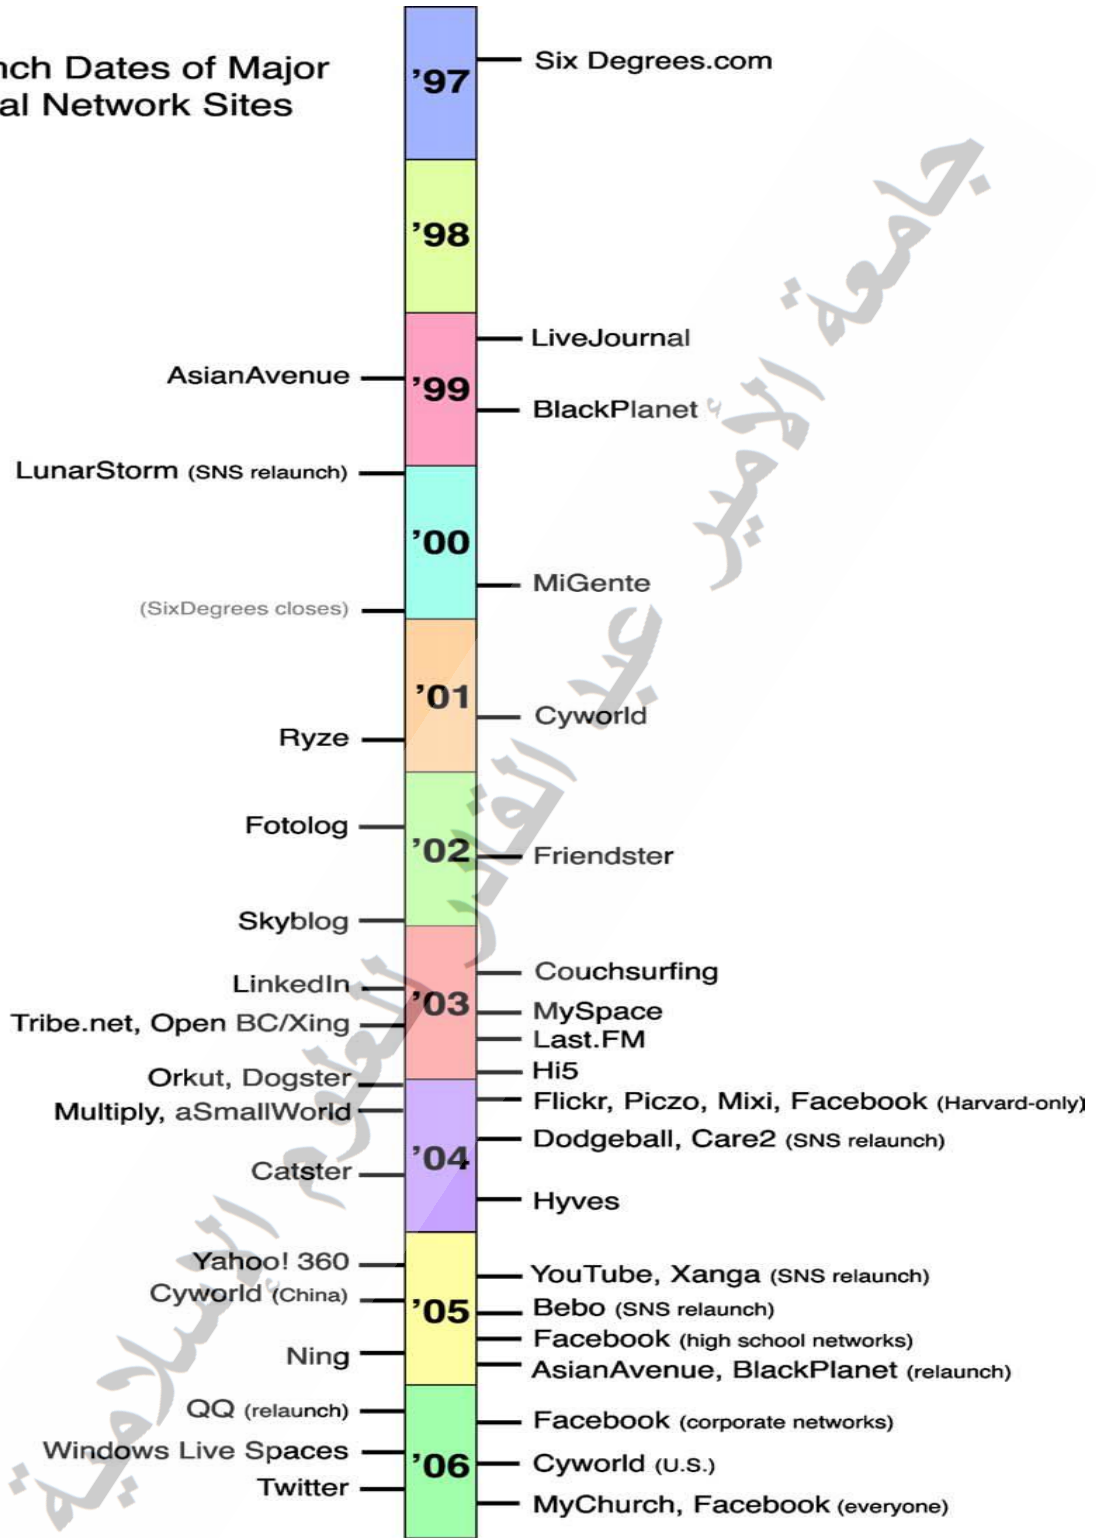 nch Dates of Major
al Network Sites
'97
Six Degrees.com
'98
LiveJournal
AsianAvenue
'99
BlackPlanet
LunarStorm (SNS relaunch)
'00
MiGente
(SixDegrees closes)
'01
Cyworld
Ryze
Fotolog
'02
Friendster
Skyblog
Couchsurfing
LinkedIn
'03
MySpace
Tribe.net, Open BC/Xing
Last.FM
Hi5
Orkut, Dogster
Flickr, Piczo, Mixi, Facebook (Harvard-only)
Multiply, aSmallWorld
Dodgeball, Care2 (SNS relaunch)
'04
Catster
Hyves
Yahoo! 360
YouTube, Xanga (SNS relaunch)
Cyworld (China)
Bebo (SNS relaunch)
'05
Facebook (high school networks)
Ning
AsianAvenue, BlackPlanet (relaunch)
QQ (relaunch)
Facebook (corporate networks)
Windows Live Spaces
'06
Cyworld (U.S.)
Twitter
MyChurch, Facebook (everyone)
جامعة الأمير عبد القادر للعلوم الإسلامية